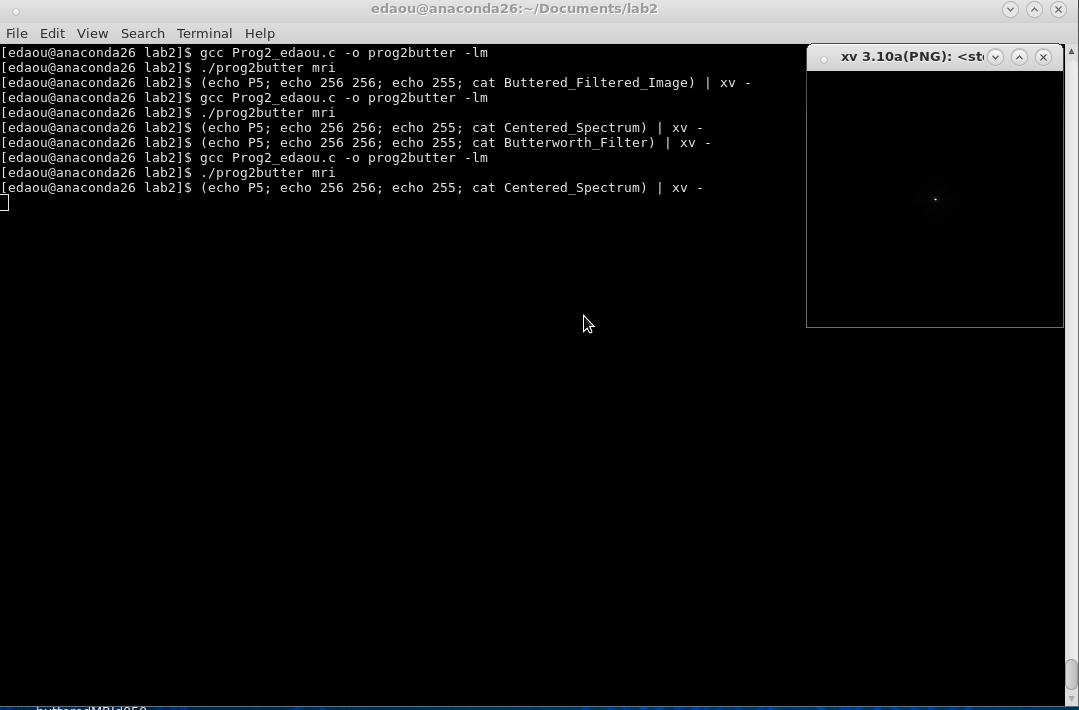 edaou@anaconda26:~/Documents/lab2
File Edit View Search Terminal Help
[edaou@anaconda26 lab2]$ gcc Prog2_edaou.c -o prog2butter -lm
[edaou@anaconda26 lab2]$ ./prog2butter mri
[edaou@anaconda26 lab2]$ (echo P5; echo 256 256; echo 255; cat Buttered_Filtered_Image) | xv -
[edaou@anaconda26 lab2]$ gcc Prog2_edaou.c -o prog2butter -lm
[edaou@anaconda26 lab2]$ ./prog2butter mri
[edaou@anaconda26 lab2]$ (echo P5; echo 256 256; echo 255; cat Centered_Spectrum) | xv -
[edaou@anaconda26 lab2]$ (echo P5; echo 256 256; echo 255; cat Butterworth_Filter) | xv -
[edaou@anaconda26 lab2]$ gcc Prog2_edaou.c -o prog2butter -lm
[edaou@anaconda26 lab2]$ ./prog2butter mri
[edaou@anaconda26 lab2]$ (echo P5; echo 256 256; echo 255; cat Centered_Spectrum) | xv -
xv 3.10a(PNG): <st